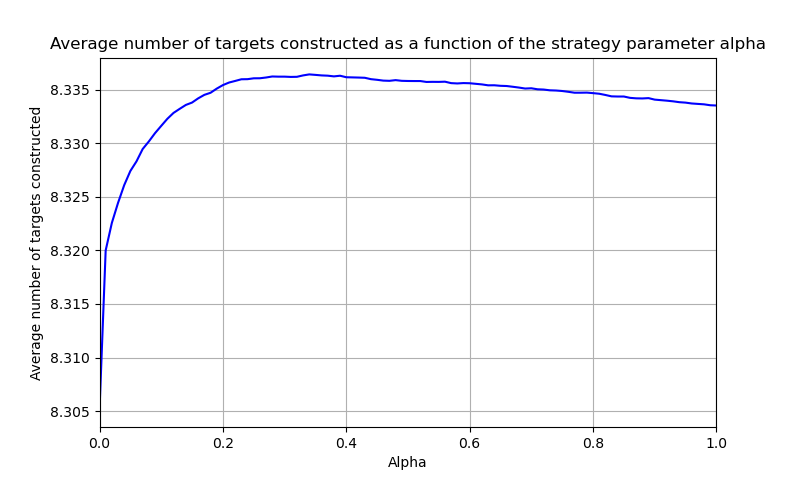 Average number of targets constructed as a function of the strategy parameter alpha
Average number of targets constructed
8.335
8.330
8.325
8.320
8.315
8.310
8.305
0.0 0.2 0.4 0.6 0.8 1.0
Alpha